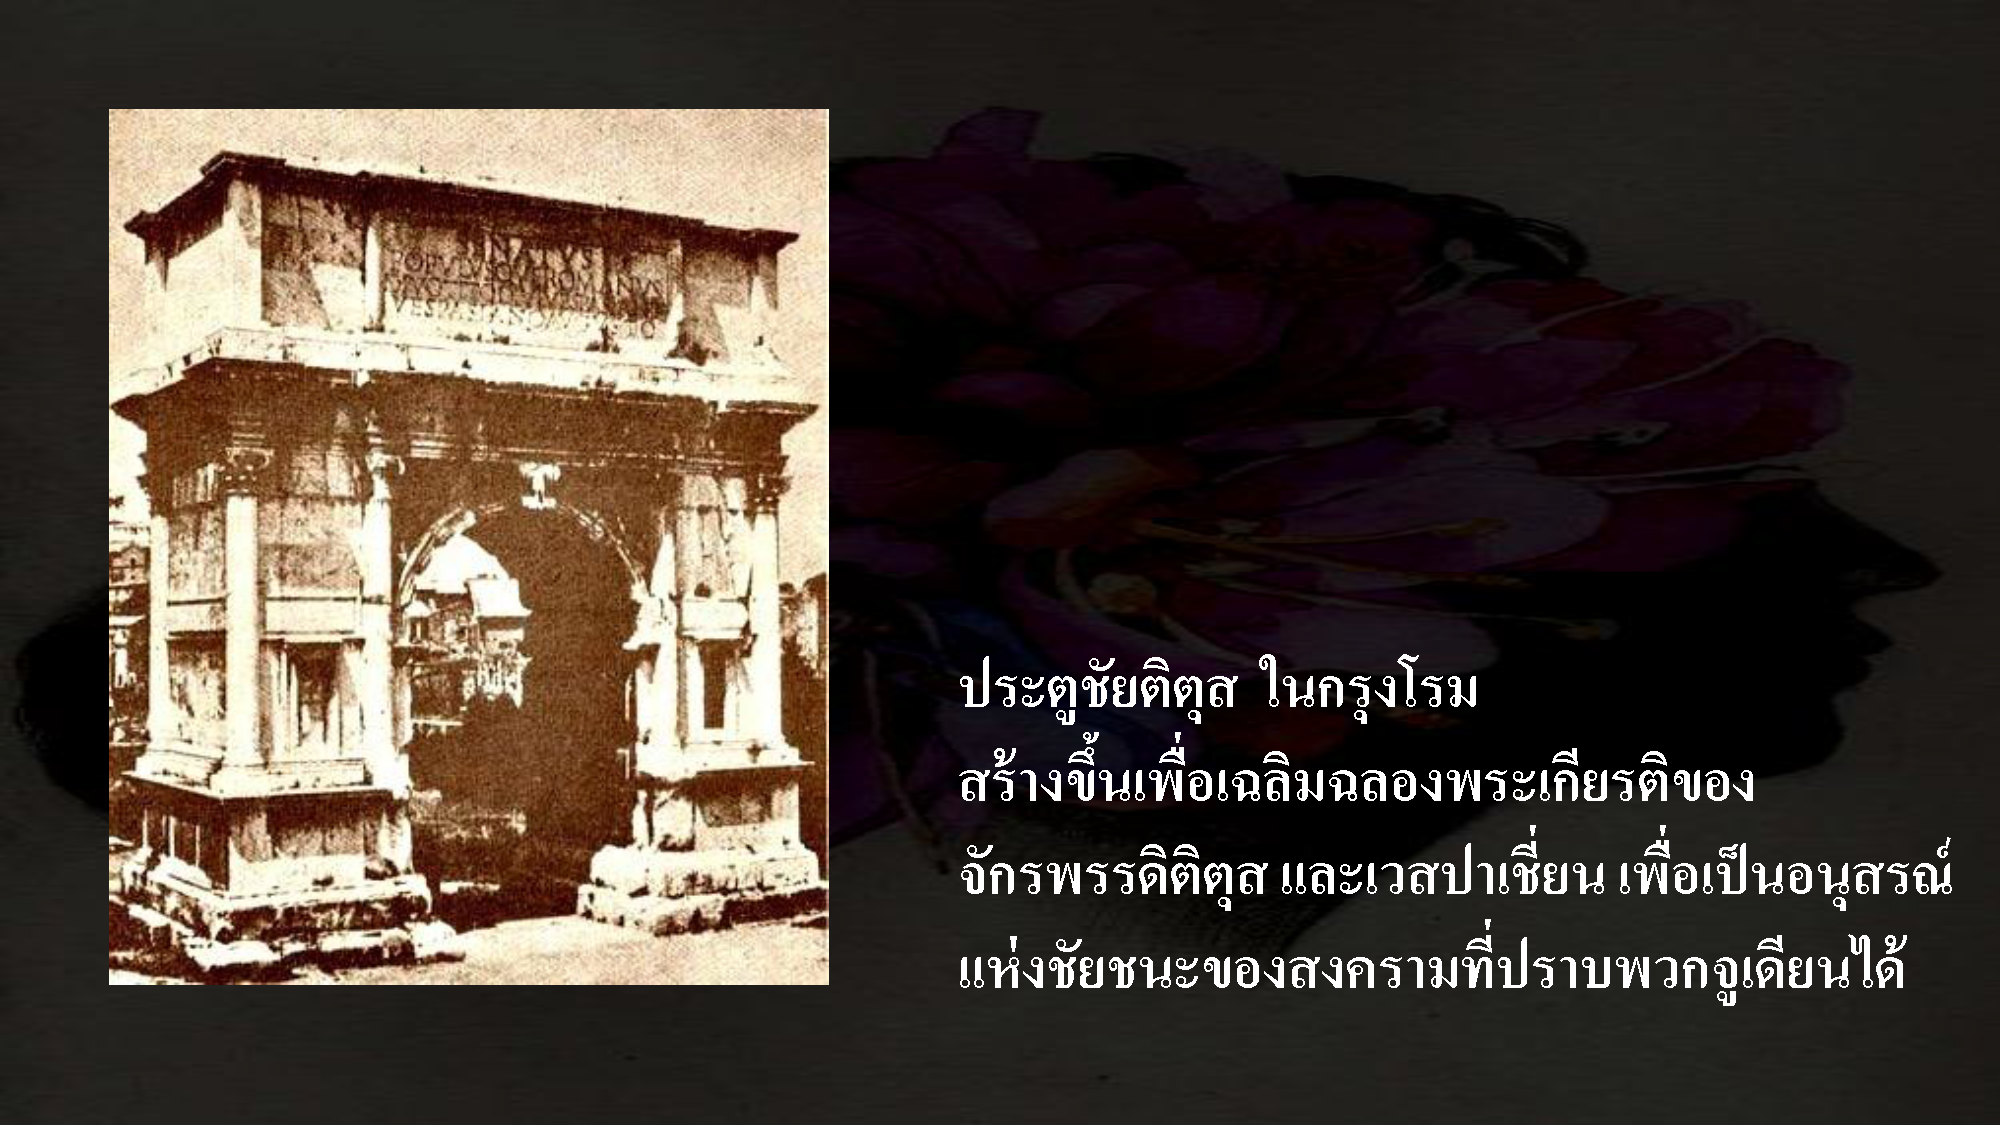 NATVS
ประตูชัยติตุส ในกรุงโรม
สร้างขึ้นเพื่อเฉลิมฉลองพระเกียรติของ
จักรพรรดิติตุส และเวสปาเชี่ยน เพื่อเป็นอนุสรณ์
แห่งชัยชนะของสงครามที่ปราบพวกจูเดียนได้